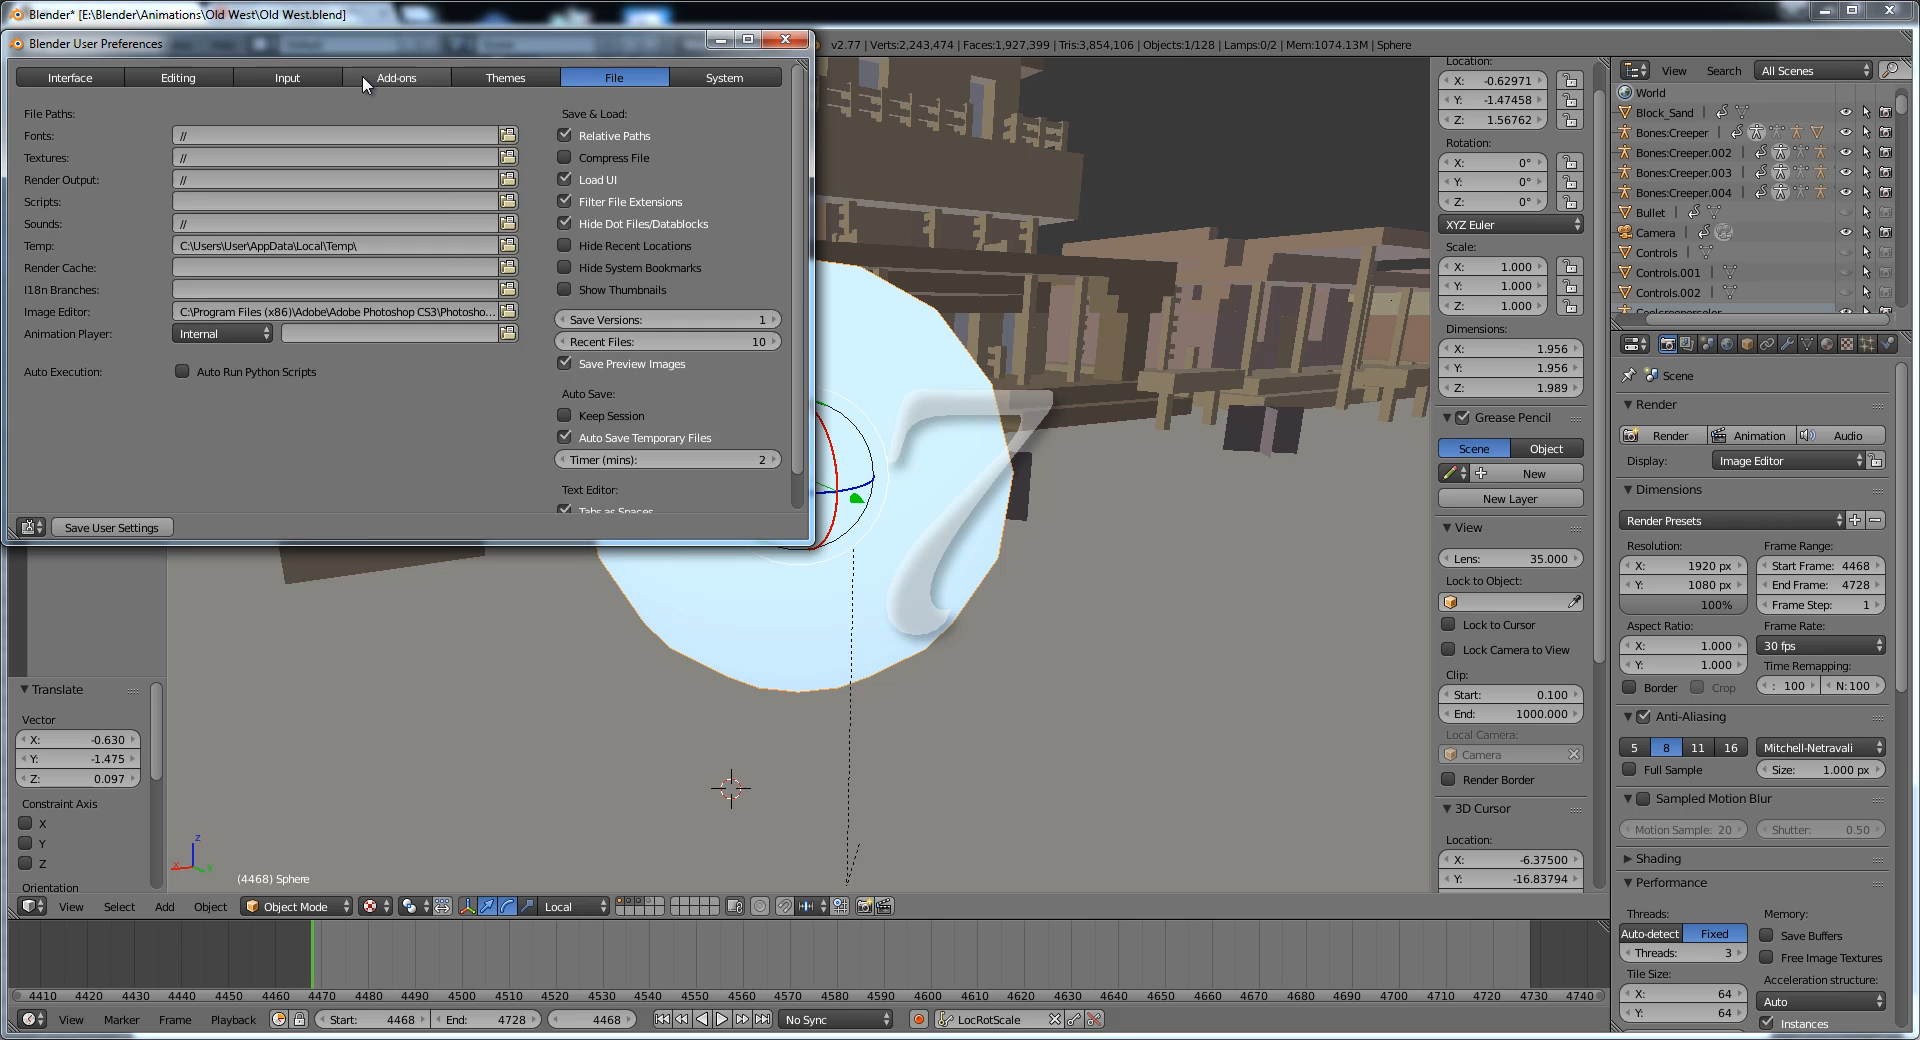 Blender* [E:\Blender\Animations\Old West\Old West.blend]
Blender User Preferences
v2.77 | Verts:2,243,474 | Faces:1,927,399 | Tris:3,854,106 | Objects:1/128 | Lamps:0/2 | Mem:1074.13M | Sphere
Interface Editing Input Add-ons Themes File System
File Paths:
Fonts: //
Textures: //
Render Output: //
Scripts:
Sounds: //
Temp: C:\Users\User\AppData\Local\Temp\
Render Cache:
I18n Branches:
Image Editor: C:\Program Files (x86)\Adobe\Adobe Photoshop CS3\Photosho...
Animation Player: Internal
Auto Execution: Auto Run Python Scripts
Save & Load:
Relative Paths
Compress File
Load UI
Filter File Extensions
Hide Dot Files/Datablocks
Hide Recent Locations
Hide System Bookmarks
Show Thumbnails
Save Versions: 1
Recent Files: 10
Save Preview Images
Auto Save:
Keep Session
Auto Save Temporary Files
Timer (mins): 2
Text Editor:
Tabs as Spaces
Save User Settings
7
Translate
Vector
X: -0.630
Y: -1.475
Z: 0.097
Constraint Axis
X
Y
Z
Orientation
z
x
y
(4468) Sphere
View Select Add Object Object Mode Local
Location:
X: -0.62971
Y: -1.47458
Z: 1.56762
Rotation:
X: 0°
Y: 0°
Z: 0°
XYZ Euler
Scale:
X: 1.000
Y: 1.000
Z: 1.000
Dimensions:
X: 1.956
Y: 1.956
Z: 1.989
Grease Pencil
Scene Object
New
New Layer
View
Lens: 35.000
Lock to Object:
Lock to Cursor
Lock Camera to View
Clip:
Start: 0.100
End: 1000.000
Local Camera:
Camera
Render Border
3D Cursor
Location:
X: -6.37500
Y: -16.83794
View Search All Scenes
World
Block_Sand
Bones:Creeper
Bones:Creeper.002
Bones:Creeper.003
Bones:Creeper.004
Bullet
Camera
Controls
Controls.001
Controls.002
Scene
Render
Render Animation Audio
Display: Image Editor
Dimensions
Render Presets
Resolution: Frame Range:
X: 1920 px Start Frame: 4468
Y: 1080 px End Frame: 4728
100% Frame Step: 1
Aspect Ratio: Frame Rate:
X: 1.000 30 fps
Y: 1.000 Time Remapping:
Border Crop : 100 N:100
Anti-Aliasing
5 8 11 16 Mitchell-Netravali
Full Sample Size: 1.000 px
Sampled Motion Blur
Motion Sample: 20 Shutter: 0.50
Shading
Performance
Threads: Memory:
Auto-detect Fixed Save Buffers
Threads: 3 Free Image Textures
Tile Size: Acceleration structure:
X: 64 Auto
Y: 64 Instances
4410 4420 4430 4440 4450 4460 4470 4480 4490 4500 4510 4520 4530 4540 4550 4560 4570 4580 4590 4600 4610 4620 4630 4640 4650 4660 4670 4680 4690 4700 4710 4720 4730 4740
View Marker Frame Playback Start: 4468 End: 4728 4468 No Sync LocRotScale